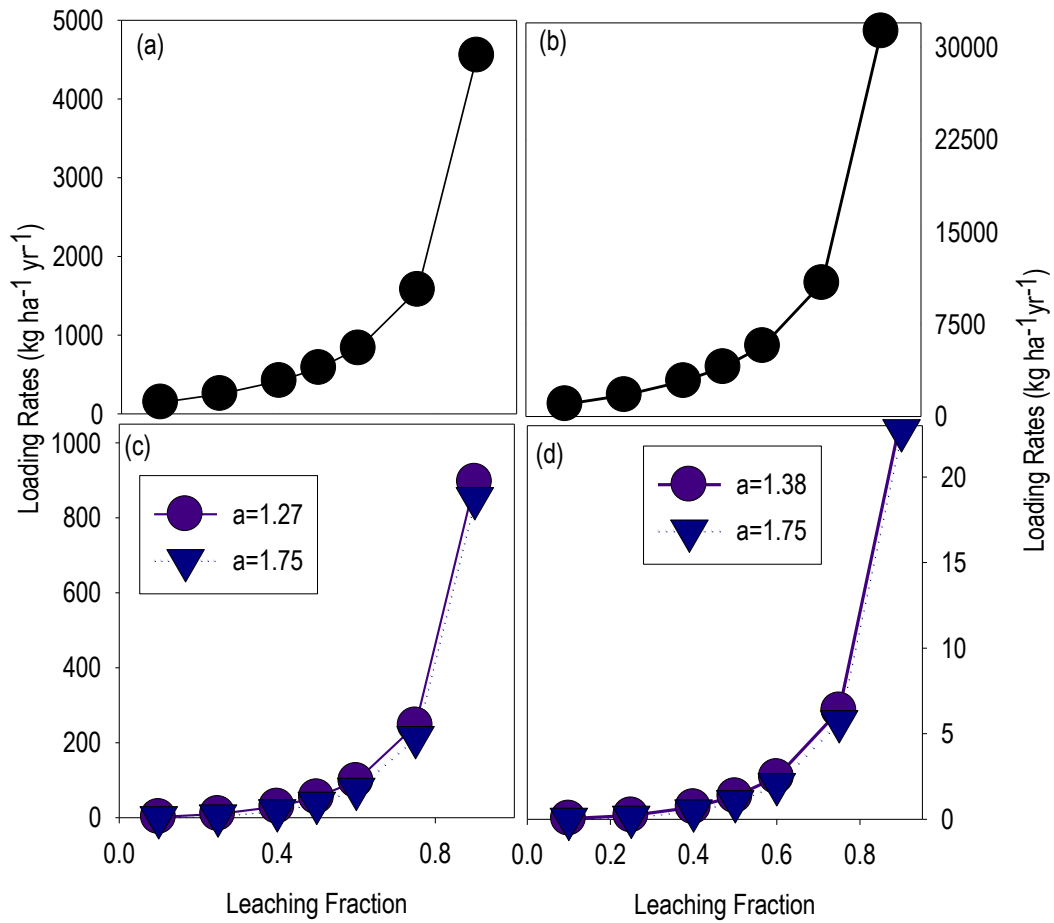 (a)
5000
4000
5000
3000
2000
1000
0
(b)
30000
22500
15000
7500
0
Loading Rates (kg ha-1 yr-1)
Loading Rates (kg ha-1yr-1)
(c)
1000
800
600
400
200
0
a=1.27
a=1.75
(d)
20
15
10
5
0
a=1.38
a=1.75
0.0 0.4 0.8
0.0 0.2 0.4 0.6 0.8
Leaching Fraction
Leaching Fraction